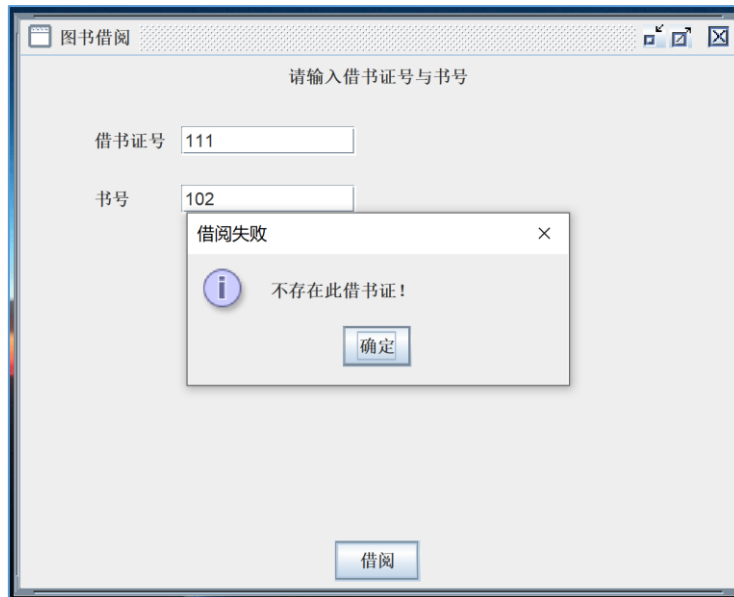 图书借阅
请输入借书证号与书号
借书证号 111
书号 102
借阅失败
不存在此借书证！
确定
借阅